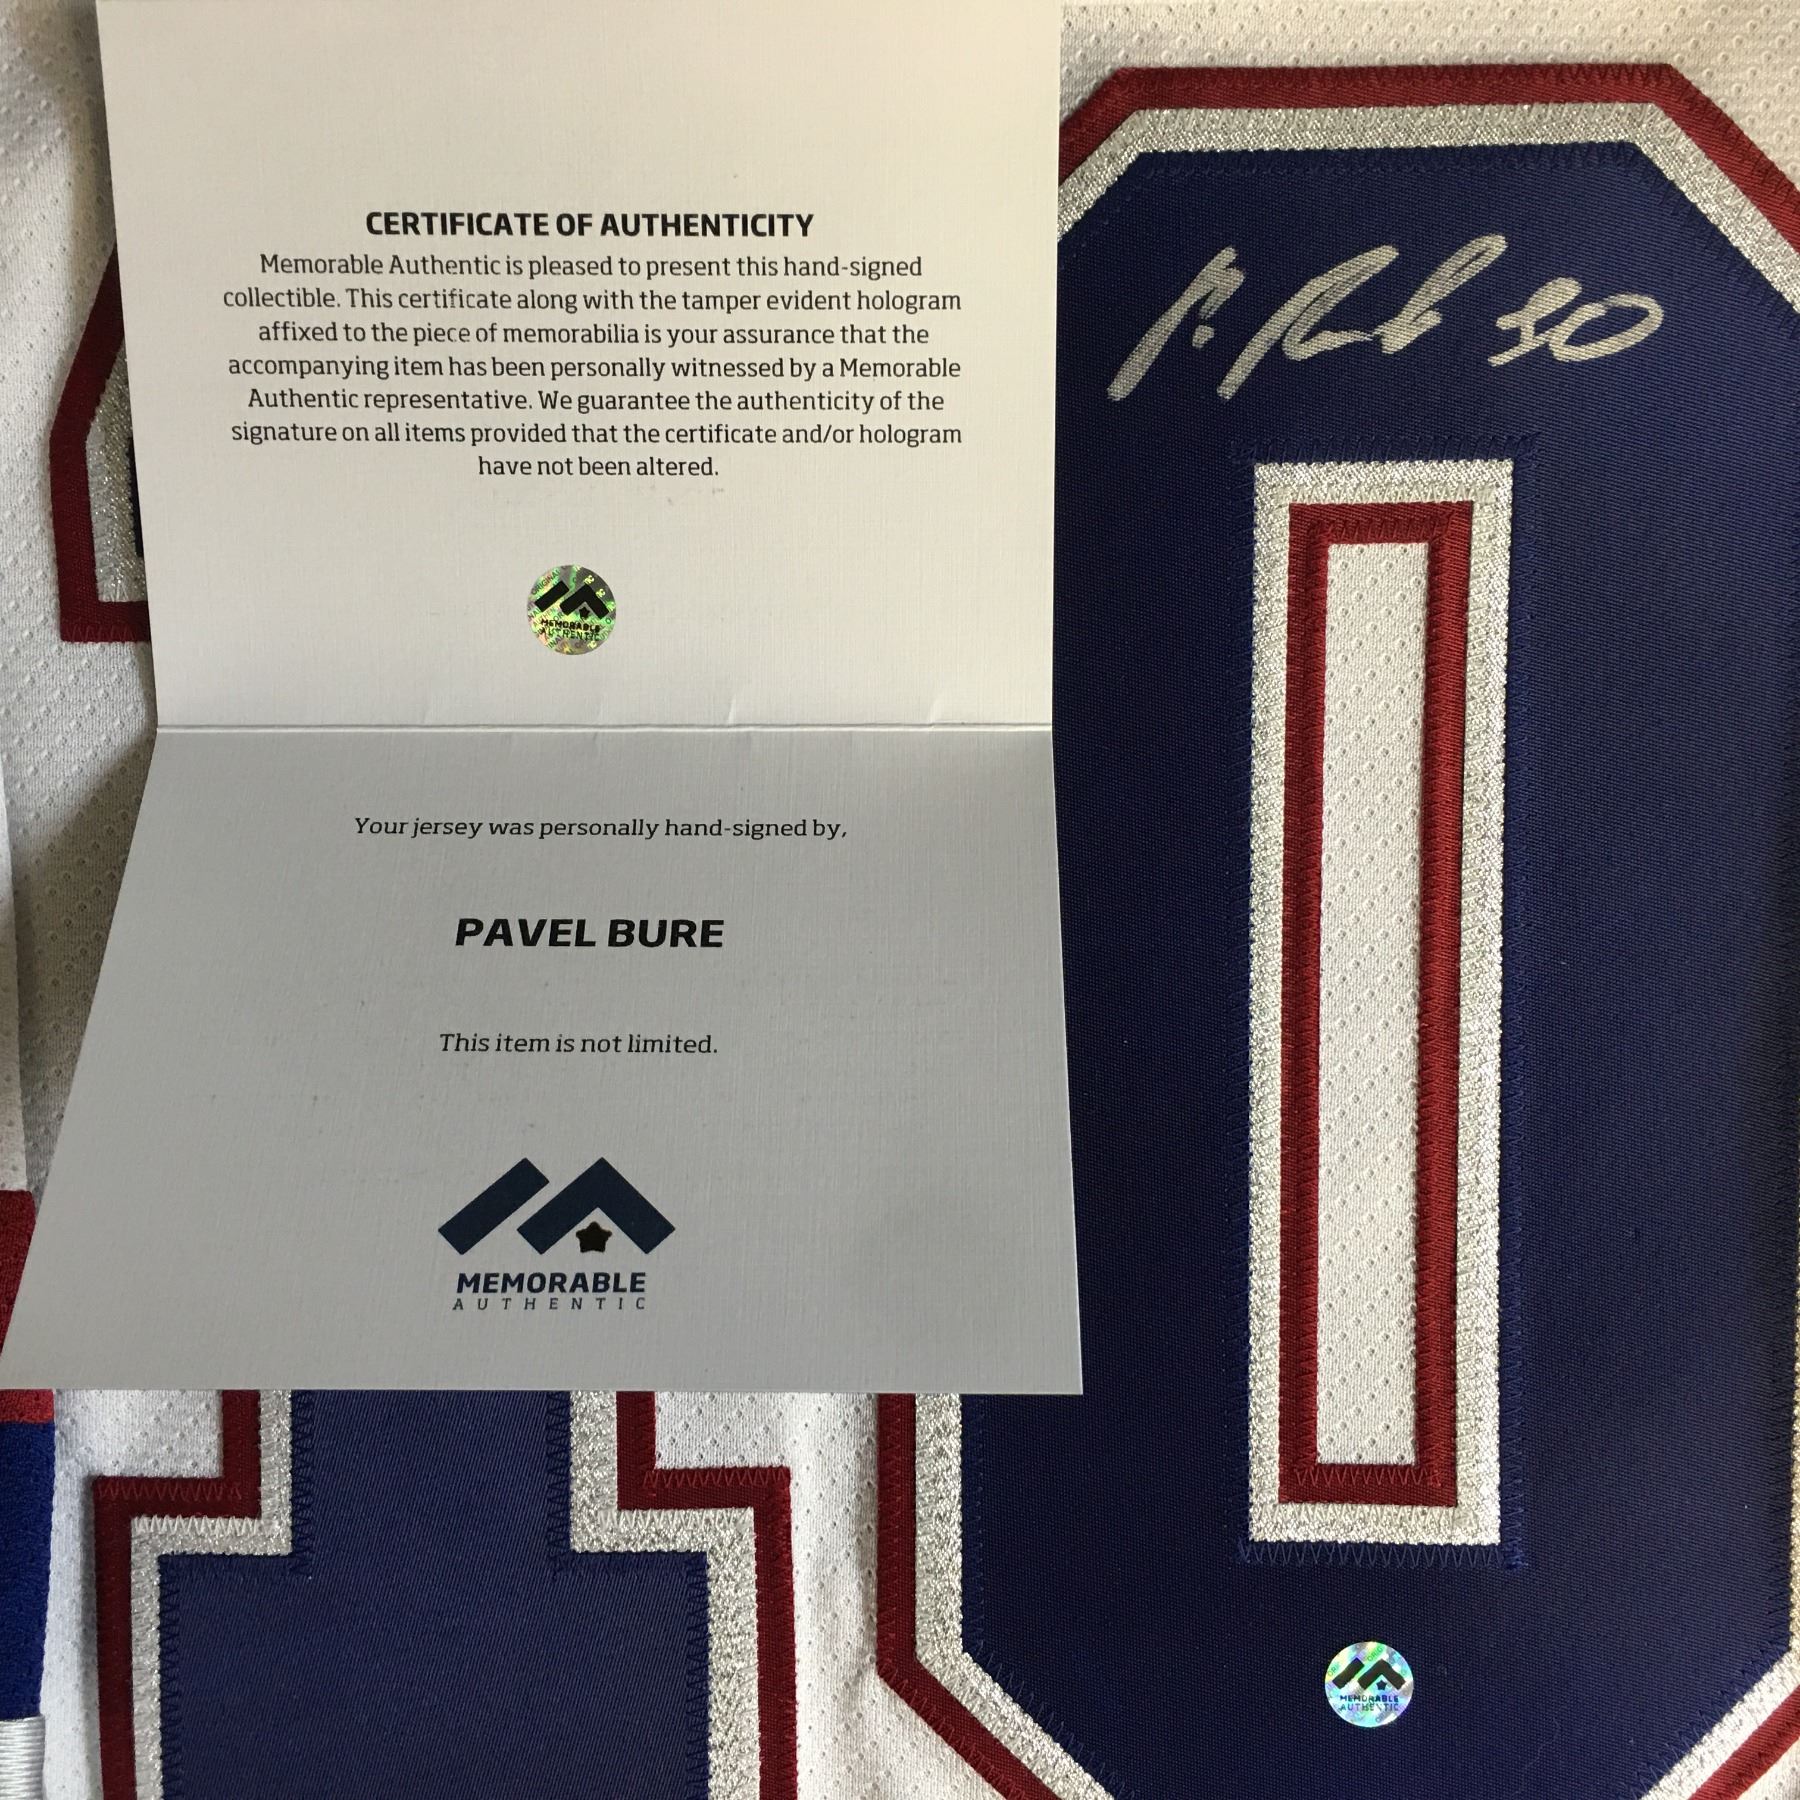 CERTIFICATE OF AUTHENTICITY
Memorable Authentic is pleased to present this hand-signed
collectible. This certificate along with the tamper evident hologram
affixed to the piece of memorabilia is your assurance that the
accompanying item has been personally witnessed by a Memorable
Authentic representative. We guarantee the authenticity of the
signature on all items provided that the certificate and/or hologram
have not been altered.
MEMORABLE
AUTHENTIC
Your jersey was personally hand-signed by,
PAVEL BURE
This item is not limited.
MEMORABLE
AUTHENTIC
10
MEMORABLE
AUTHENTIC